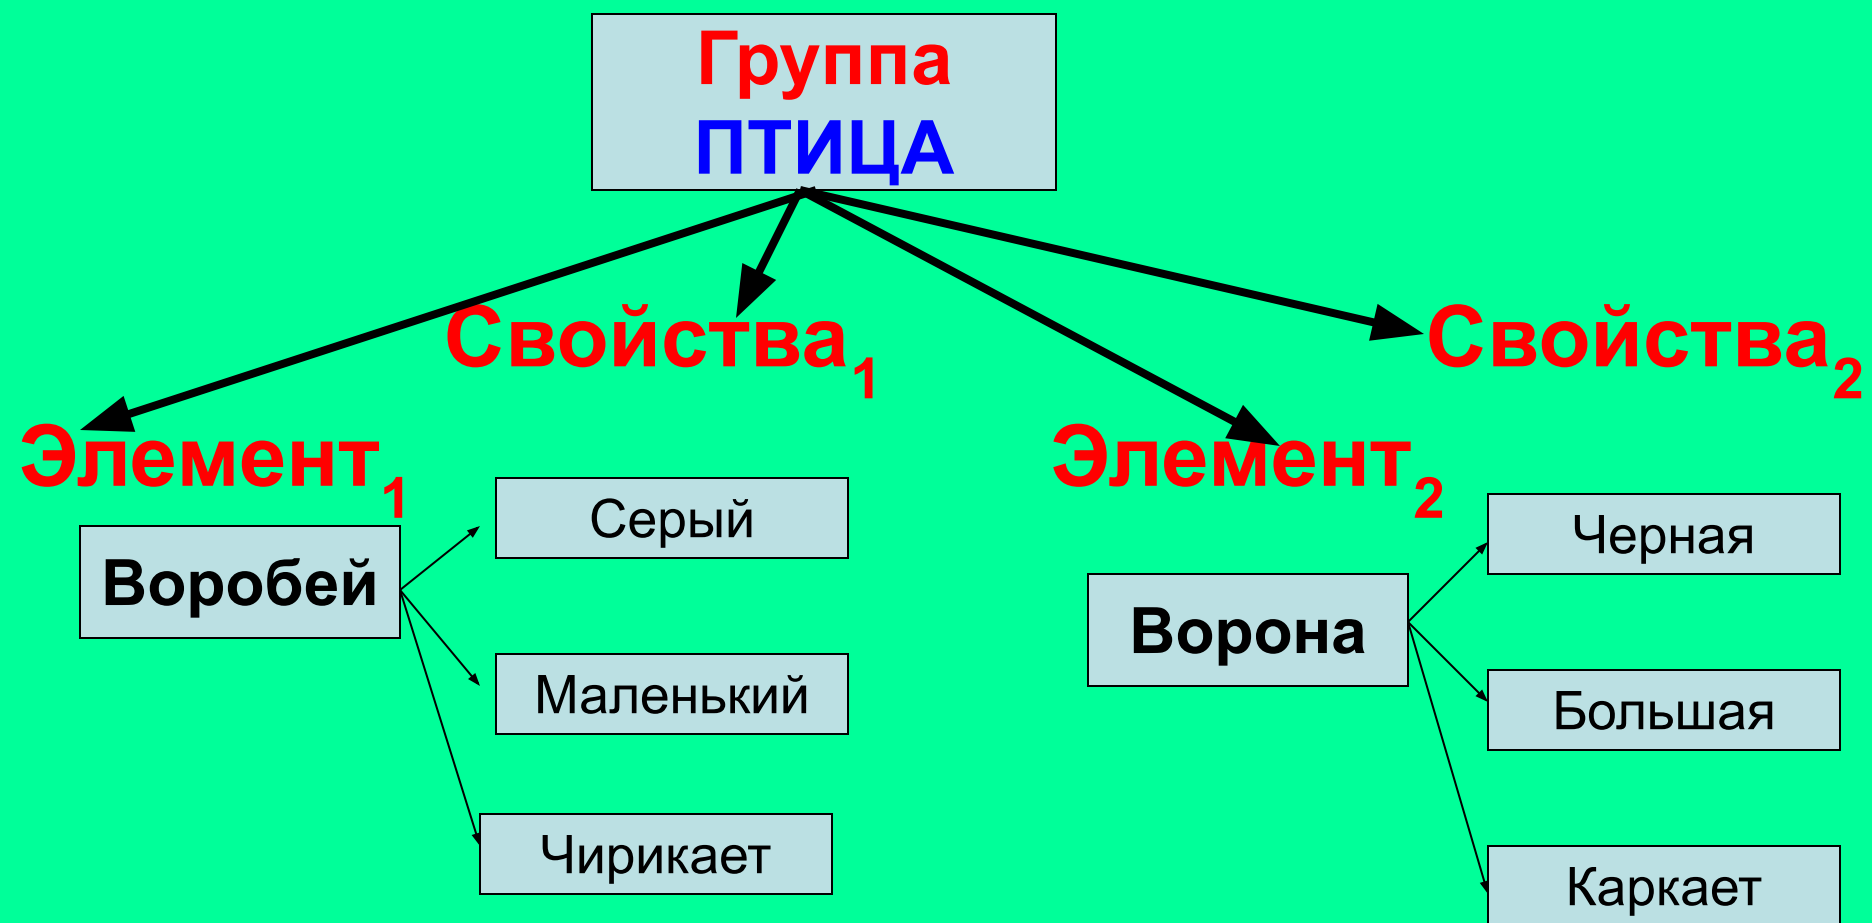 Группа
ПТИЦА
Свойства1
Свойства2
Элемент1
Элемент2
Серый
Черная
Воробей
Ворона
Маленький
Большая
Чирикает
Каркает